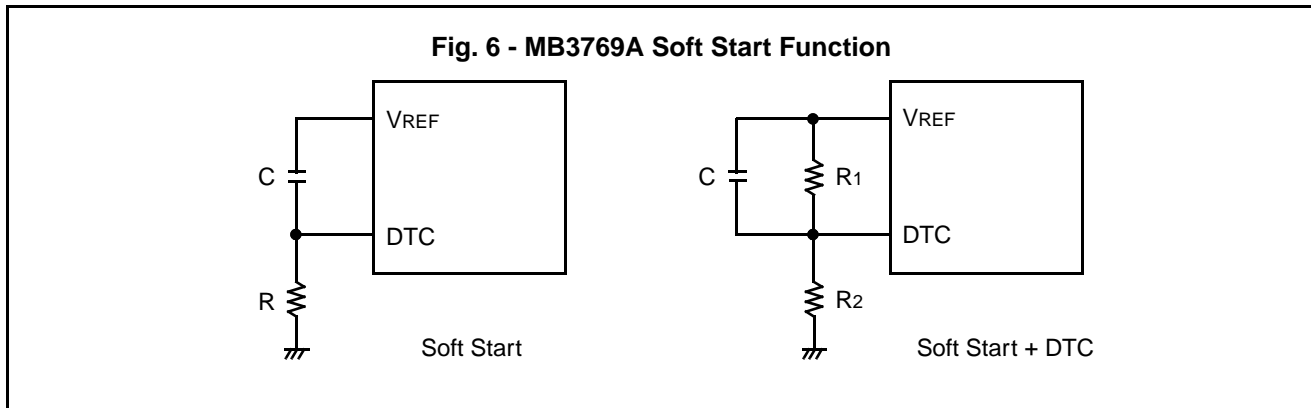 Fig. 6 - MB3769A Soft Start Function
VREF
C
DTC
R
Soft Start
VREF
C
R1
DTC
R2
Soft Start + DTC